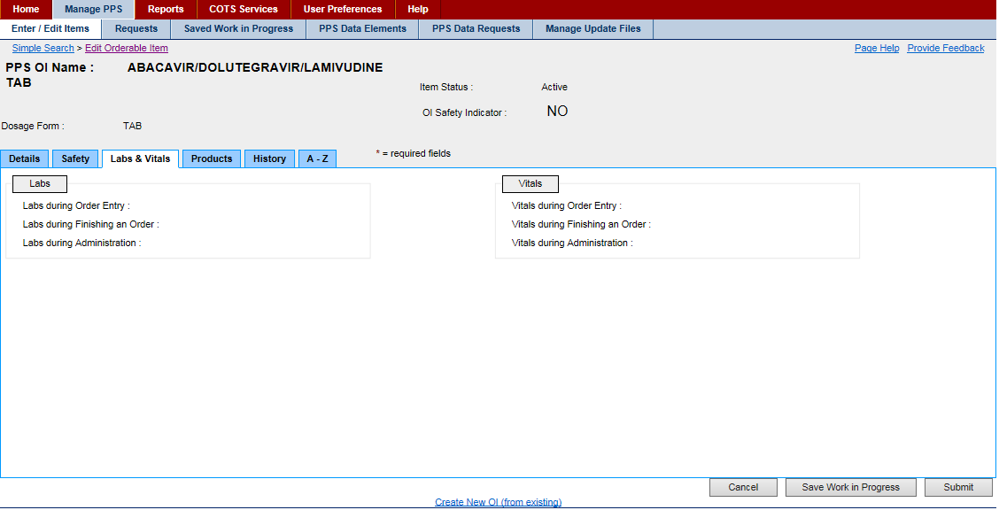 Home Manage PPS Reports COTS Services User Preferences Help
Enter / Edit Items Requests Saved Work in Progress PPS Data Elements PPS Data Requests Manage Update Files
Simple Search > Edit Orderable Item Page Help Provide Feedback
PPS OI Name : ABACAVIR/DOLUTEGRAVIR/LAMIVUDINE
TAB
Item Status : Active
OI Safety Indicator : NO
Dosage Form : TAB
Details Safety Labs & Vitals Products History A - Z * = required fields
Labs Vitals
Labs during Order Entry : Vitals during Order Entry :
Labs during Finishing an Order : Vitals during Finishing an Order :
Labs during Administration : Vitals during Administration :
Cancel Save Work in Progress Submit
Create New OI (from existing)